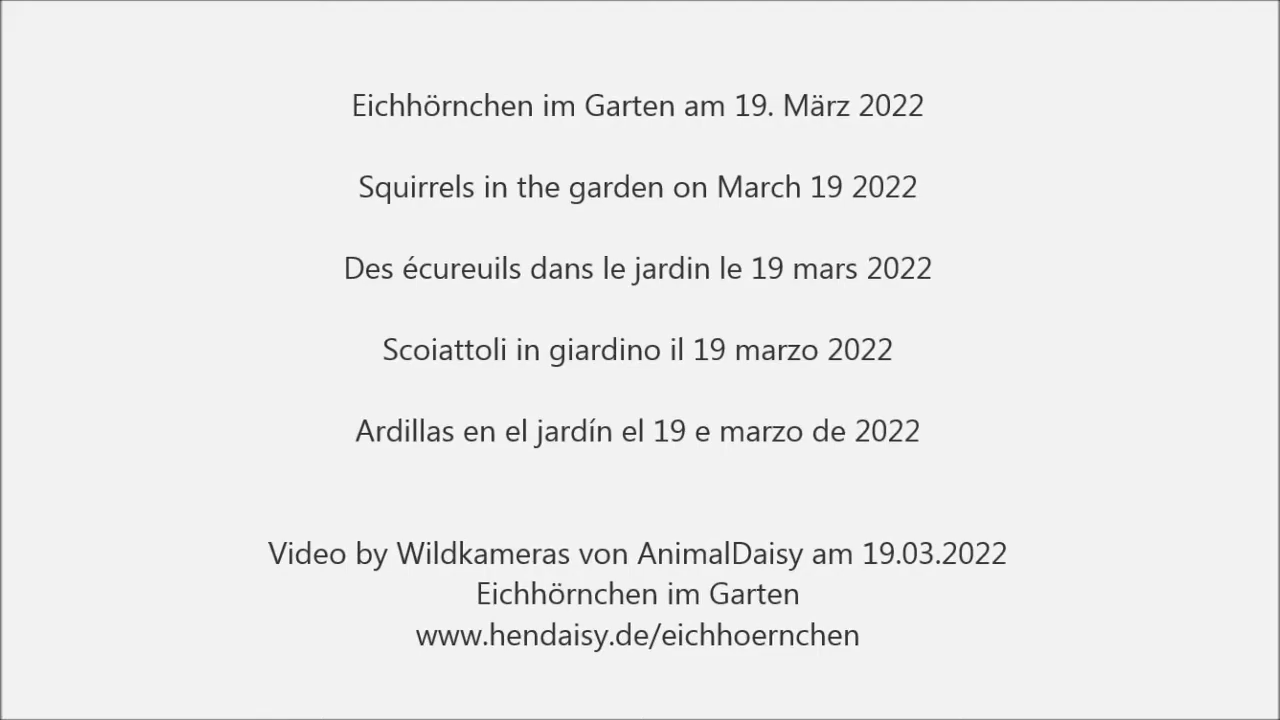 Eichhörnchen im Garten am 19. März 2022
Squirrels in the garden on March 19 2022
Des écureuils dans le jardin le 19 mars 2022
Scoiattoli in giardino il 19 marzo 2022
Ardillas en el jardín el 19 e marzo de 2022
Video by Wildkameras von AnimalDaisy am 19.03.2022
Eichhörnchen im Garten
www.hendaisy.de/eichhoernchen